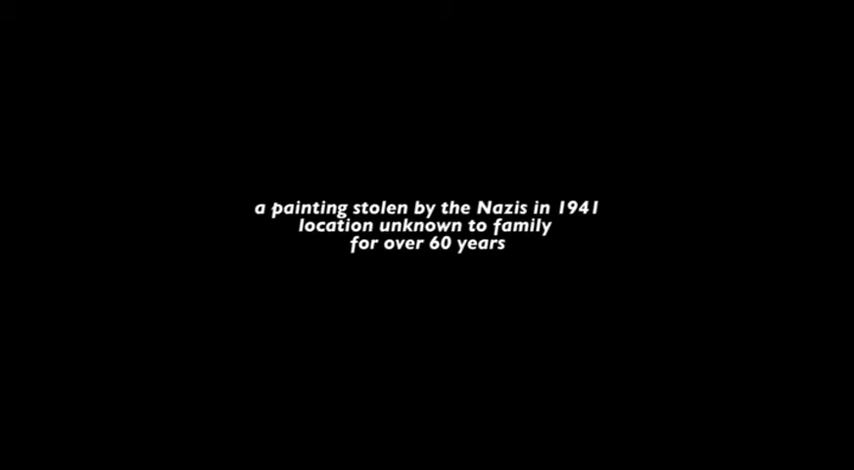 a painting stolen by the Nazis in 1941
location unknown to family
for over 60 years